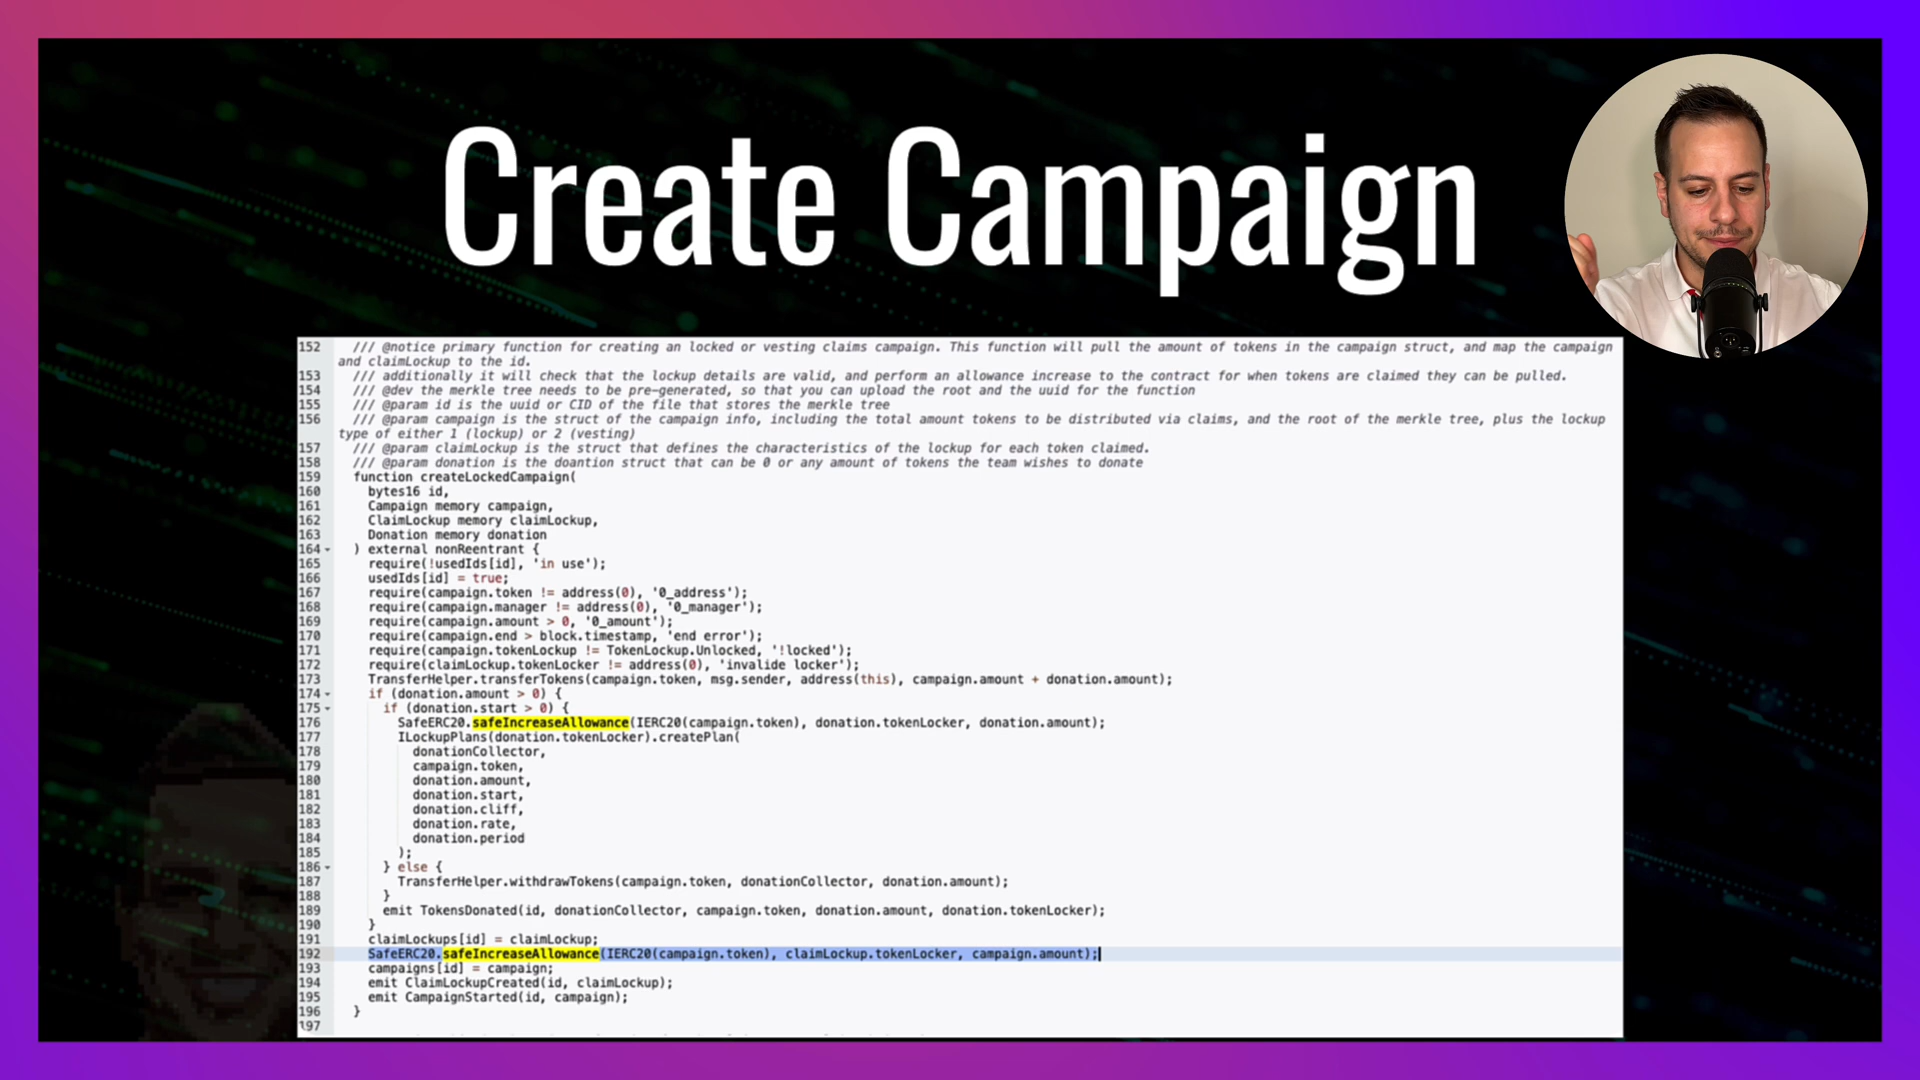 Create Campaign
152 /// @notice primary function for creating an locked or vesting claims campaign. This function will pull the amount of tokens in the campaign struct, and map the campaign
and claimLockup to the id.
153 /// additionally it will check that the lockup details are valid, and perform an allowance increase to the contract for when tokens are claimed they can be pulled.
154 /// @dev the merkle tree needs to be pre-generated, so that you can upload the root and the uuid for the function
155 /// @param id is the uuid or CID of the file that stores the merkle tree
156 /// @param campaign is the struct of the campaign info, including the total amount tokens to be distributed via claims, and the root of the merkle tree, plus the lockup
type of either 1 (lockup) or 2 (vesting)
157 /// @param claimLockup is the struct that defines the characteristics of the lockup for each token claimed.
158 /// @param donation is the doantion struct that can be 0 or any amount of tokens the team wishes to donate
159 function createLockedCampaign(
160 bytes16 id,
161 Campaign memory campaign,
162 ClaimLockup memory claimLockup,
163 Donation memory donation
164 ) external nonReentrant {
165 require(!usedIds[id], 'in use');
166 usedIds[id] = true;
167 require(campaign.token != address(0), '0_address');
168 require(campaign.manager != address(0), '0_manager');
169 require(campaign.amount > 0, '0_amount');
170 require(campaign.end > block.timestamp, 'end error');
171 require(campaign.tokenLockup != TokenLockup.Unlocked, '!locked');
172 require(claimLockup.tokenLocker != address(0), 'invalide locker');
173 TransferHelper.transferTokens(campaign.token, msg.sender, address(this), campaign.amount + donation.amount);
174 if (donation.amount > 0) {
175 if (donation.start > 0) {
176 SafeERC20.safeIncreaseAllowance(IERC20(campaign.token), donation.tokenLocker, donation.amount);
177 ILockupPlans(donation.tokenLocker).createPlan(
178 donationCollector,
179 campaign.token,
180 donation.amount,
181 donation.start,
182 donation.cliff,
183 donation.rate,
184 donation.period
185 );
186 } else {
187 TransferHelper.withdrawTokens(campaign.token, donationCollector, donation.amount);
188 }
189 emit TokensDonated(id, donationCollector, campaign.token, donation.amount, donation.tokenLocker);
190 }
191 claimLockups[id] = claimLockup;
192 SafeERC20.safeIncreaseAllowance(IERC20(campaign.token), claimLockup.tokenLocker, campaign.amount);
193 campaigns[id] = campaign;
194 emit ClaimLockupCreated(id, claimLockup);
195 emit CampaignStarted(id, campaign);
196 }
197